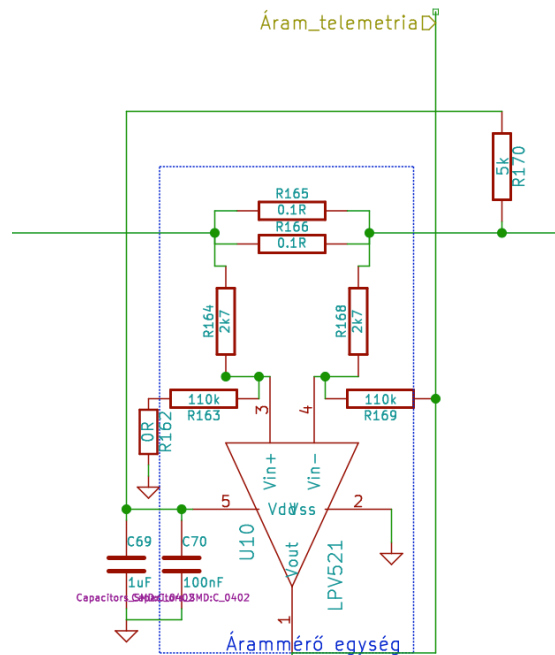 Áram_telemetria
5k
R170
R165
0.1R
R166
0.1R
R164
2k7
R168
2k7
110k
R163
110k
R169
0R
R162
3
4
Vin+
Vin-
5
Vdd
Vss
2
U10
LPV521
Vout
1
C69
1uF
C70
100nF
Árammérő egység